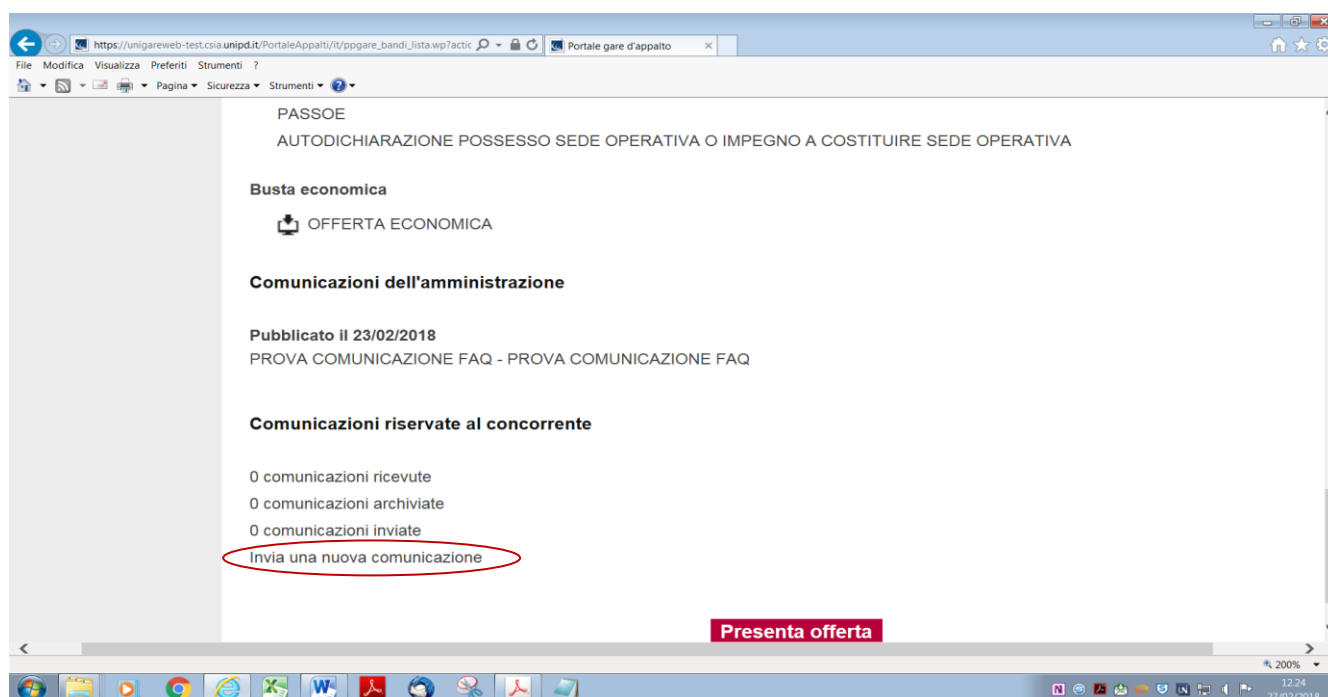 https://unigareweb-test.csia.unipd.it/PortaleAppalti/it/ppgare_bandi_lista.wp?actic
Portale gare d'appalto
File Modifica Visualizza Preferiti Strumenti ?
Pagina Sicurezza Strumenti
PASSOE
AUTODICHIARAZIONE POSSESSO SEDE OPERATIVA O IMPEGNO A COSTITUIRE SEDE OPERATIVA
Busta economica
OFFERTA ECONOMICA
Comunicazioni dell'amministrazione
Pubblicato il 23/02/2018
PROVA COMUNICAZIONE FAQ - PROVA COMUNICAZIONE FAQ
Comunicazioni riservate al concorrente
0 comunicazioni ricevute
0 comunicazioni archiviate
0 comunicazioni inviate
Invia una nuova comunicazione
Presenta offerta
200%
12.24
27/02/2018